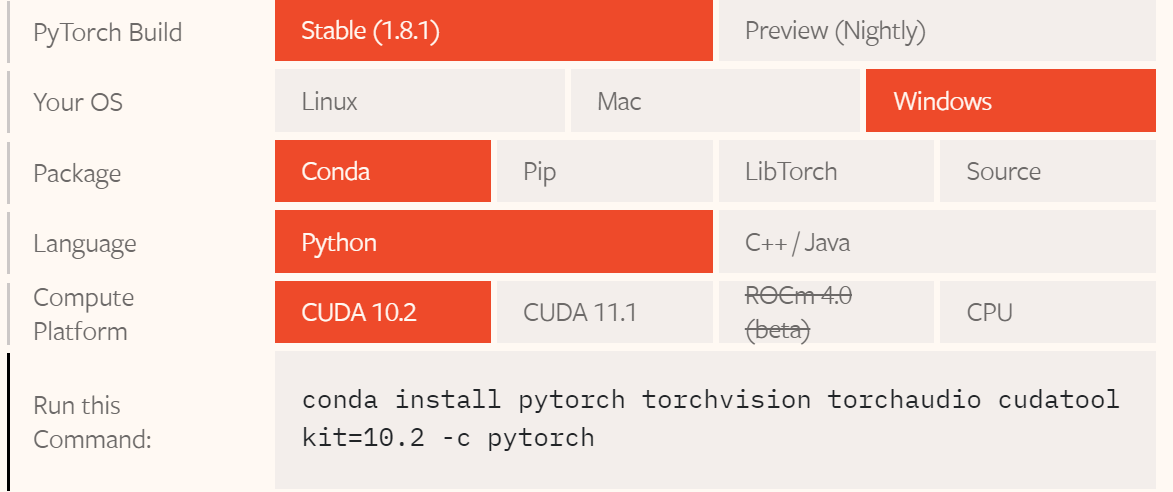 PyTorch Build
Stable (1.8.1)
Preview (Nightly)
Your OS
Linux
Mac
Windows
Package
Conda
Pip
LibTorch
Source
Language
Python
C++ / Java
Compute
Platform
CUDA 10.2
CUDA 11.1
ROCm 4.0
(beta)
CPU
Run this
Command:
conda install pytorch torchvision torchaudio cudatool
kit=10.2 -c pytorch